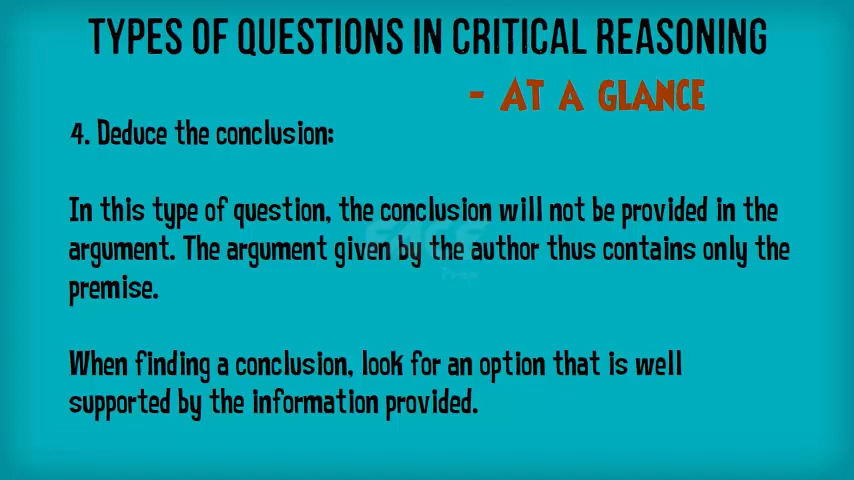 TYPES OF QUESTIONS IN CRITICAL REASONING
- AT A GLANCE
4. Deduce the conclusion:
In this type of question, the conclusion will not be provided in the
argument. The argument given by the author thus contains only the
premise.
When finding a conclusion, look for an option that is well
supported by the information provided.